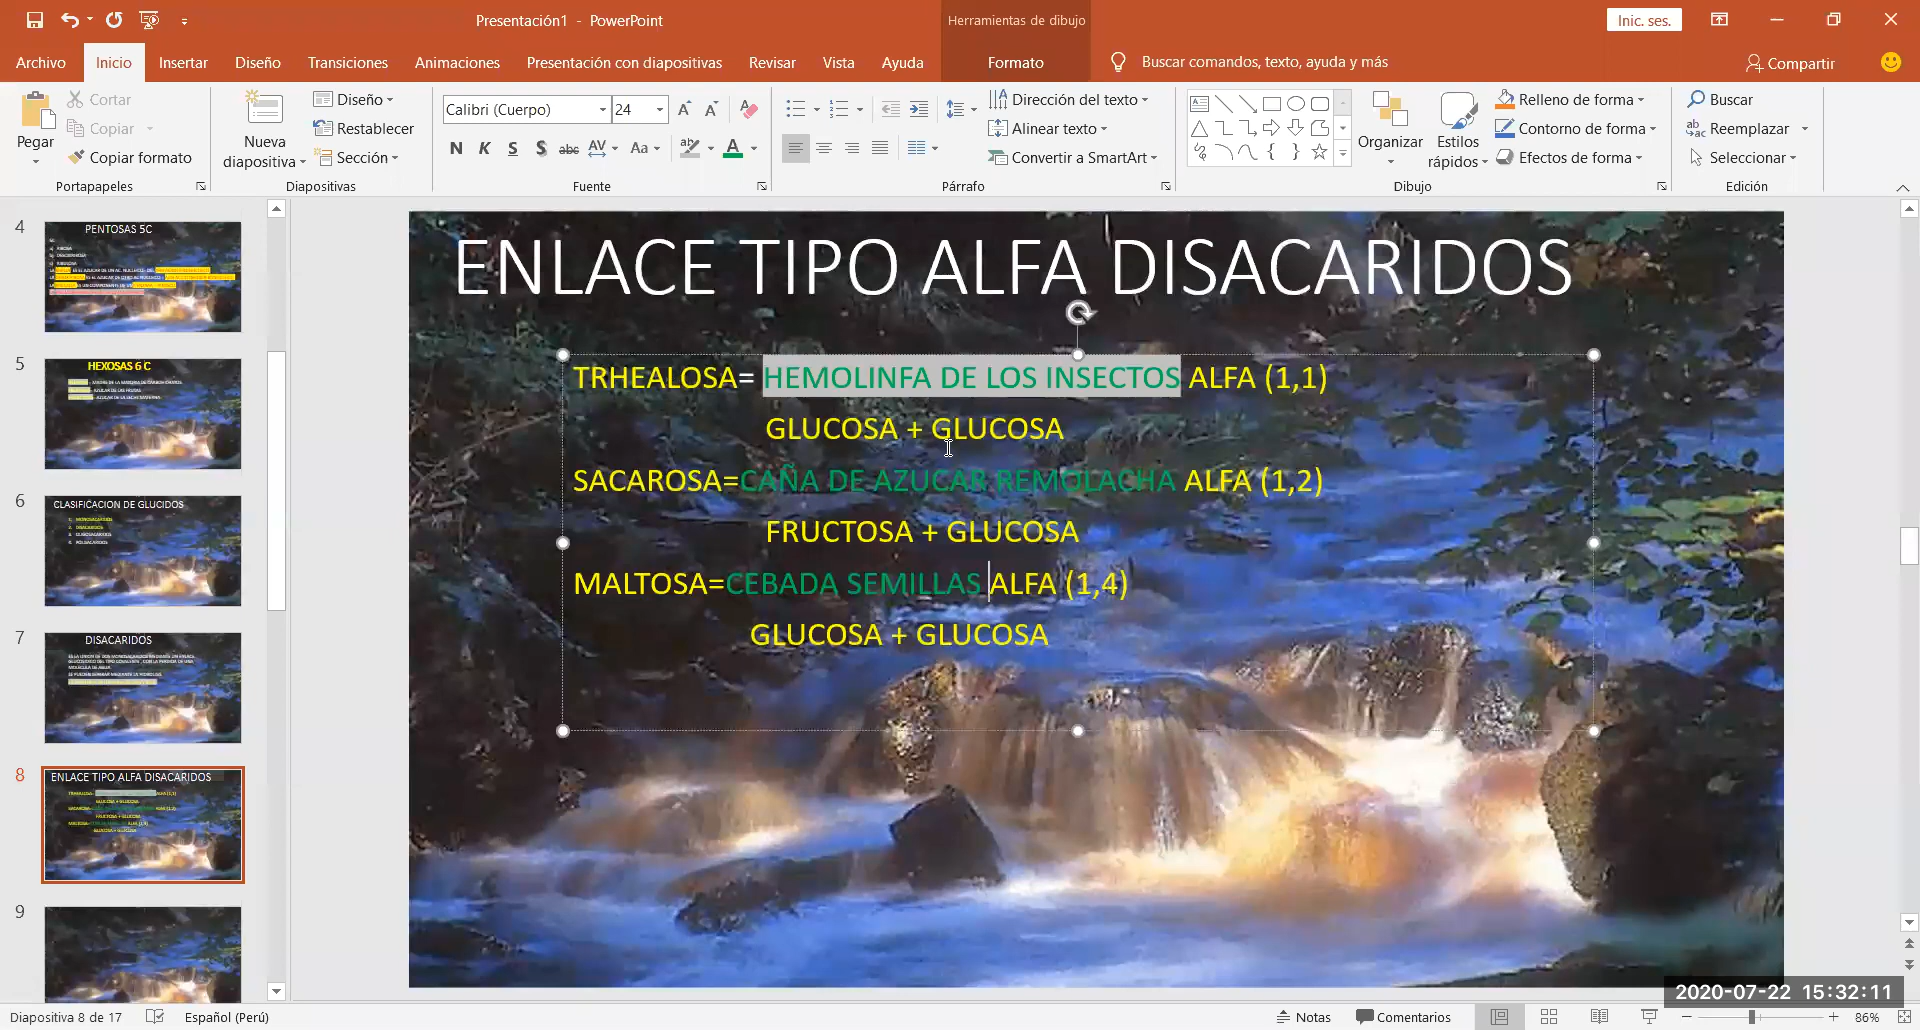 Presentación1 - PowerPoint
Herramientas de dibujo
Inic. ses.
Archivo Inicio Insertar Diseño Transiciones Animaciones Presentación con diapositivas Revisar Vista Ayuda Formato Buscar comandos, texto, ayuda y más Compartir
Pegar
Cortar
Copiar
Copiar formato
Portapapeles
Nueva diapositiva
Diseño
Restablecer
Sección
Diapositivas
Calibri (Cuerpo) 24
N K S S abc AV Aa A
Fuente
Dirección del texto
Alinear texto
Convertir a SmartArt
Párrafo
Organizar
Estilos rápidos
Relleno de forma
Contorno de forma
Efectos de forma
Dibujo
Buscar
Reemplazar
Seleccionar
Edición
4
PENTOSAS 5C
5
HEXOSAS 6 C
6
CLASIFICACION DE GLUCIDOS
7
DISACARIDOS
8
ENLACE TIPO ALFA DISACARIDOS
9
ENLACE TIPO ALFA DISACARIDOS
TRHEALOSA= HEMOLINFA DE LOS INSECTOS ALFA (1,1)
GLUCOSA + GLUCOSA
SACAROSA=CAÑA DE AZUCAR REMOLACHA ALFA (1,2)
FRUCTOSA + GLUCOSA
MALTOSA=CEBADA SEMILLAS ALFA (1,4)
GLUCOSA + GLUCOSA
2020-07-22 15:32:11
Diapositiva 8 de 17 Español (Perú) Notas Comentarios 86%